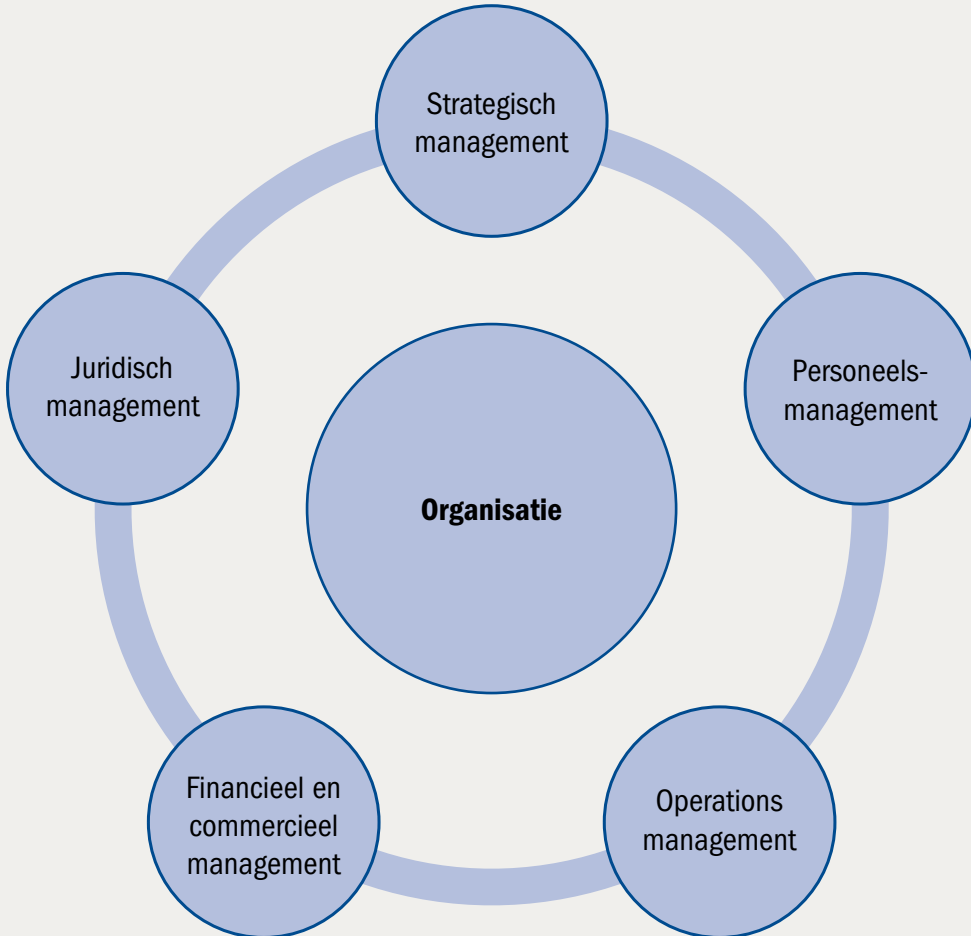 Strategisch
management
Juridisch
management
Personeels-
management
Organisatie
Financieel en
commercieel
management
Operations
management